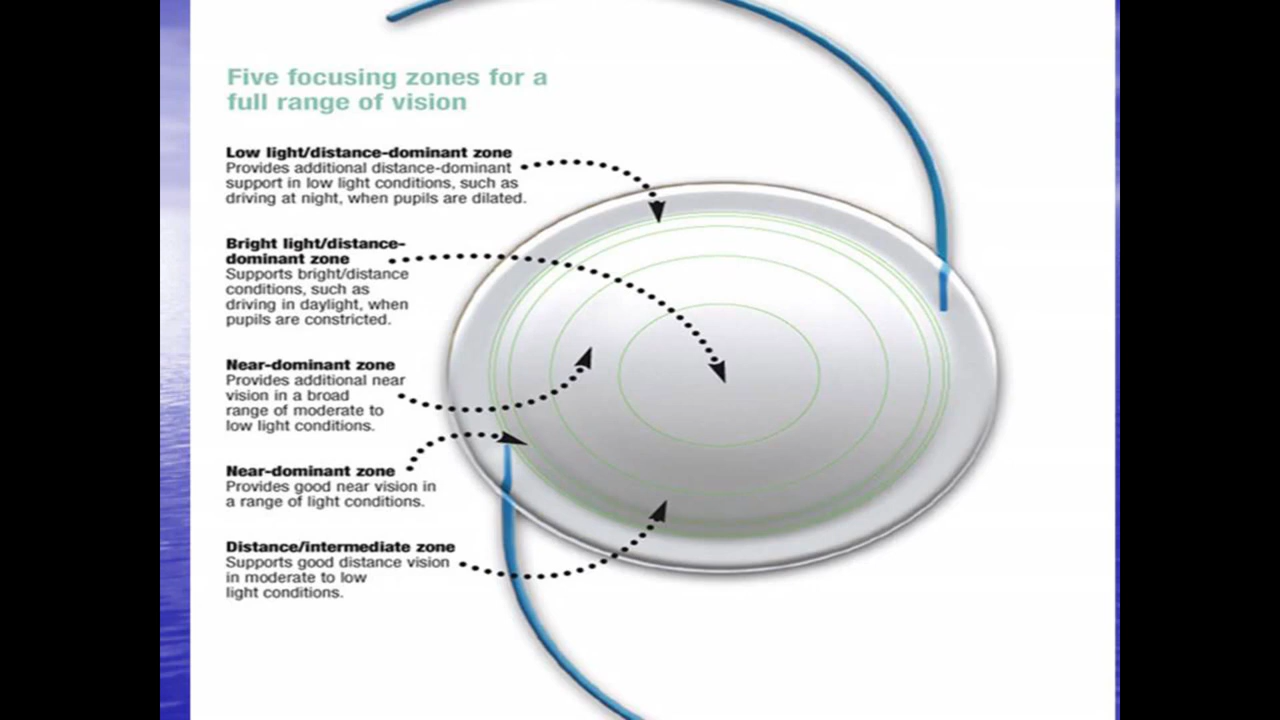 Five focusing zones for a
full range of vision
Low light/distance-dominant zone
Provides additional distance-dominant
support in low light conditions, such as
driving at night, when pupils are dilated.
Bright light/distance-
dominant zone
Supports bright/distance
conditions, such as
driving in daylight, when
pupils are constricted.
Near-dominant zone
Provides additional near
vision in a broad
range of moderate to
low light conditions.
Near-dominant zone
Provides good near vision in
a range of light conditions.
Distance/intermediate zone
Supports good distance vision
in moderate to low
light conditions.